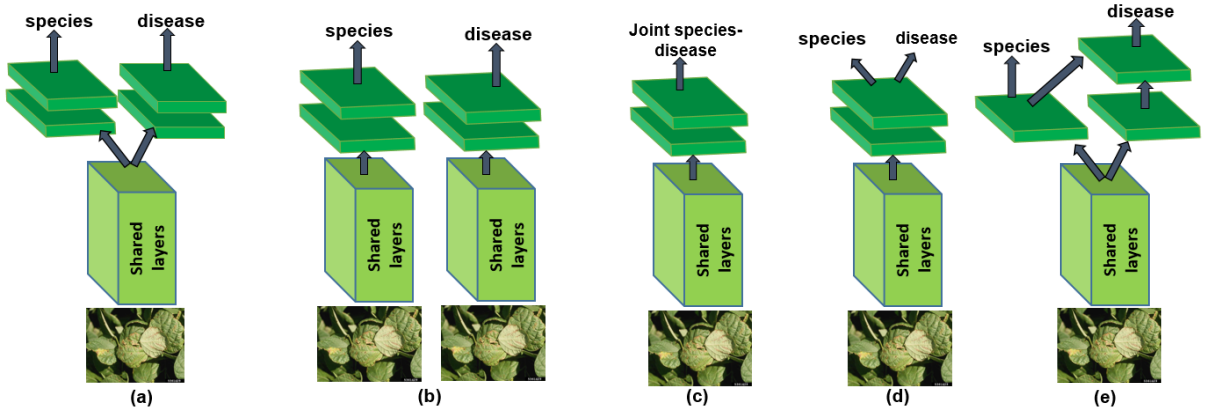 species
disease
Shared
layers
(a)
species
disease
Shared
layers
Shared
layers
(b)
Joint species-
disease
Shared
layers
(c)
species
disease
Shared
layers
(d)
species
disease
Shared
layers
(e)